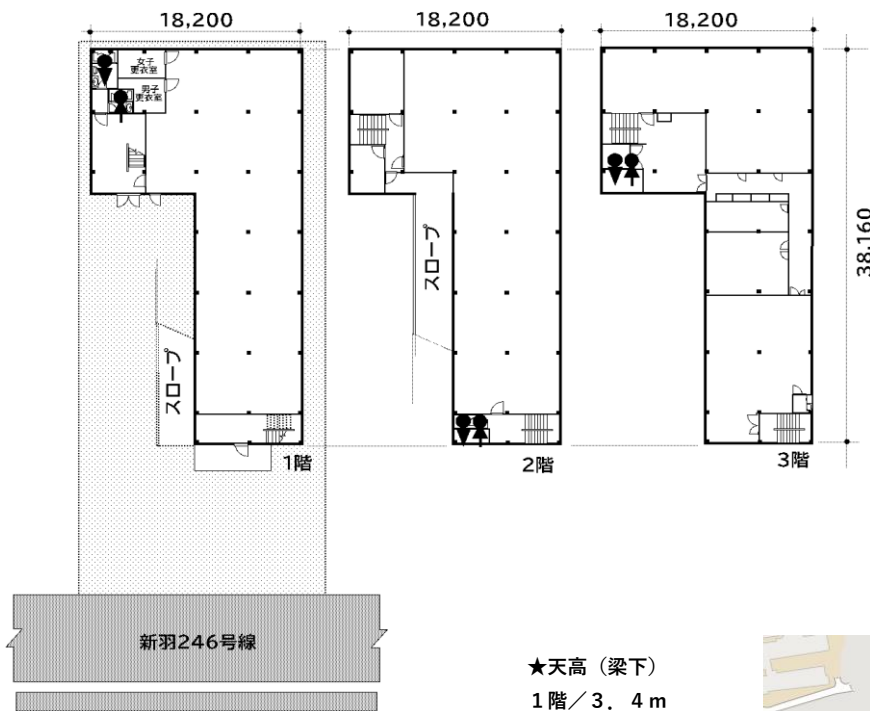 18,200
18,200
18,200
女子
更衣室
男子
更衣室
スロープ
スロープ
38,160
1階
2階
3階
新羽246号線
★天高（梁下）
1階／3．4m